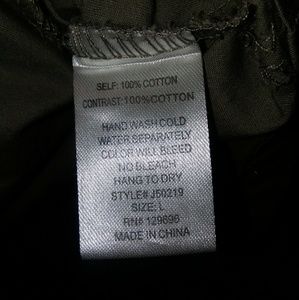 SELF: 100% COTTON
CONTRAST: 100% COTTON
HAND WASH COLD
WATER SEPARATELY
COLOR WILL BLEED
NO BLEACH
HANG TO DRY
STYLE# J50219
SIZE: L
RN# 129696
MADE IN CHINA